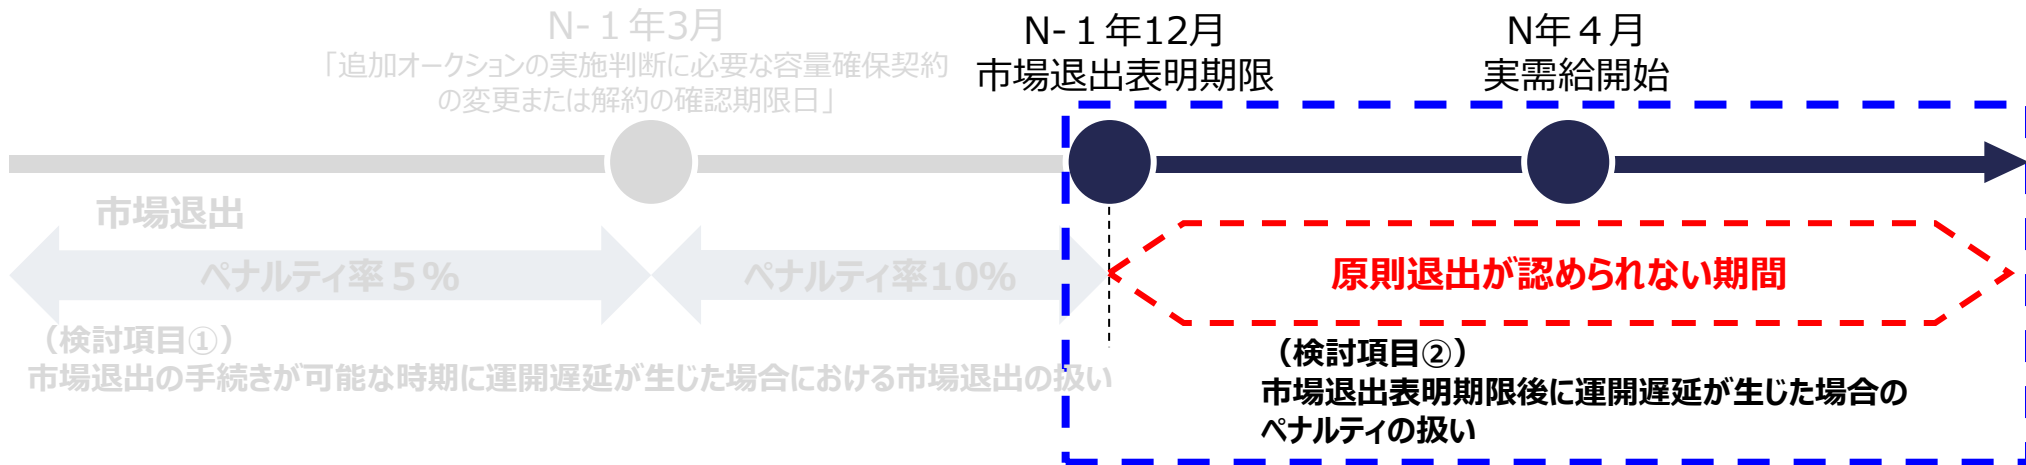 N-１年3月
「追加オークションの実施判断に必要な容量確保契約
の変更または解約の確認期限日」
N-１年12月
市場退出表明期限
N年４月
実需給開始
市場退出
ペナルティ率５%
ペナルティ率10%
原則退出が認められない期間
（検討項目①）
市場退出の手続きが可能な時期に運開遅延が生じた場合における市場退出の扱い
（検討項目②）
市場退出表明期限後に運開遅延が生じた場合の
ペナルティの扱い